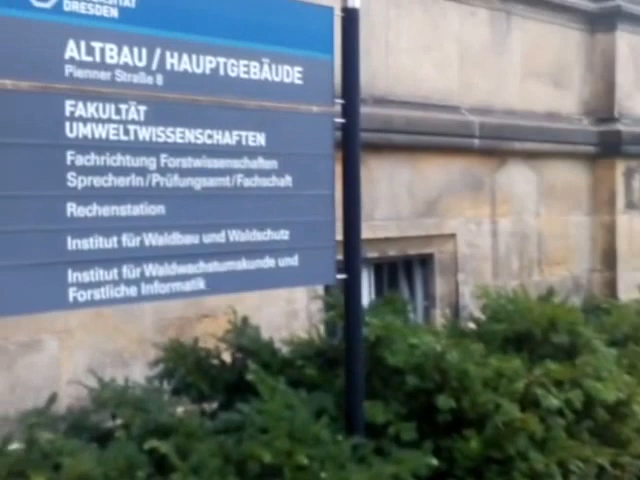 DRESDEN
ALTBAU / HAUPTGEBÄUDE
Pienner Straße 8
FAKULTÄT
UMWELTWISSENSCHAFTEN
Fachrichtung Forstwissenschaften
SprecherIn/Prüfungsamt/Fachschaft
Rechenstation
Institut für Waldbau und Waldschutz
Institut für Waldwachstumskunde und
Forstliche Informatik